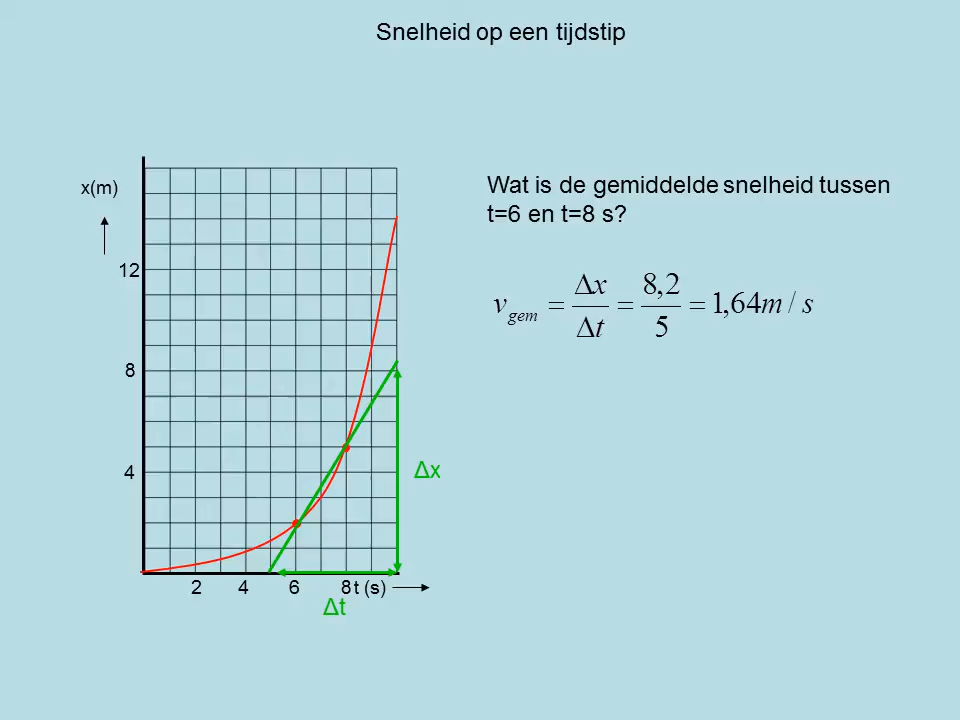 Snelheid op een tijdstip
x(m)
12
8
4
2 4 6 8 t (s)
Δt
Δx
Wat is de gemiddelde snelheid tussen
t=6 en t=8 s?
v_gem = Δx/Δt = 8,2/5 = 1,64m / s